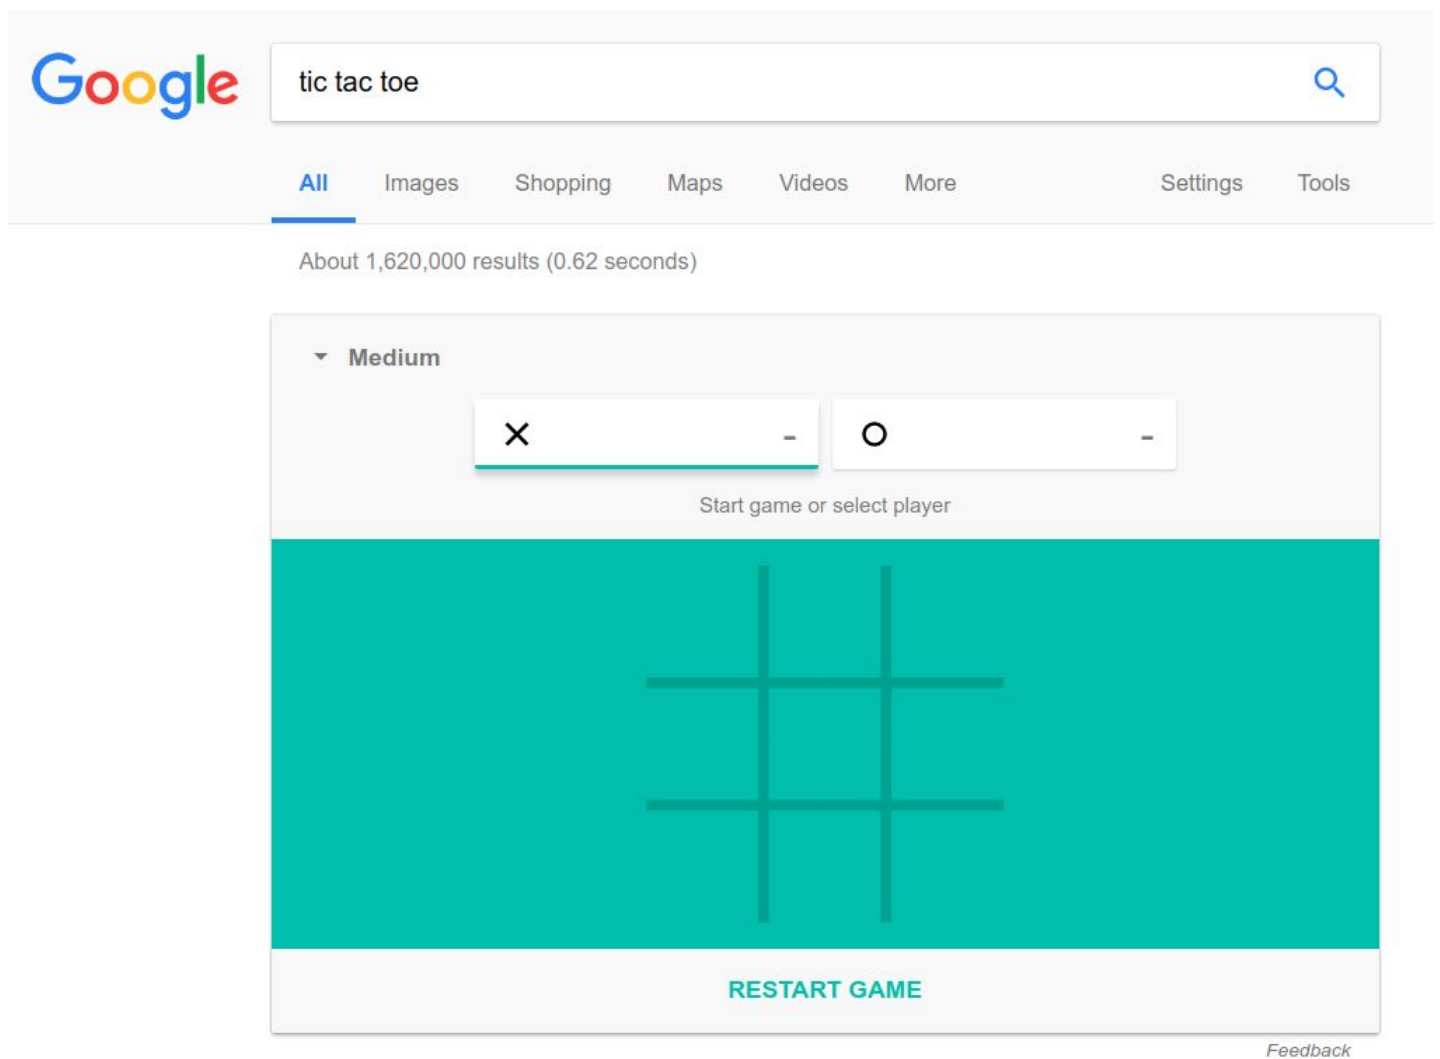 Google
tic tac toe
All Images Shopping Maps Videos More Settings Tools
About 1,620,000 results (0.62 seconds)
Medium
X - O -
Start game or select player
RESTART GAME
Feedback